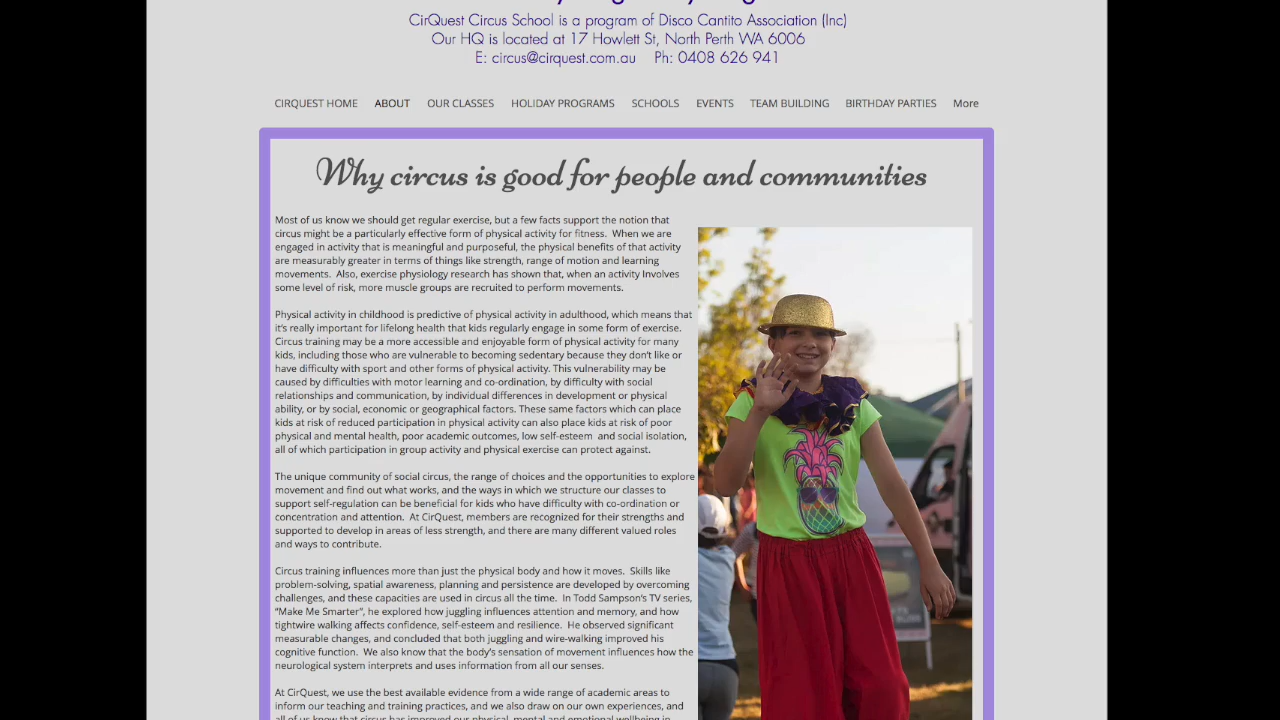 CirQuest Circus School is a program of Disco Cantito Association (Inc)
Our HQ is located at 17 Howlett St, North Perth WA 6006
E: circus@cirquest.com.au Ph: 0408 626 941
CIRQUEST HOME ABOUT OUR CLASSES HOLIDAY PROGRAMS SCHOOLS EVENTS TEAM BUILDING BIRTHDAY PARTIES More
Why circus is good for people and communities
Most of us know we should get regular exercise, but a few facts support the notion that
circus might be a particularly effective form of physical activity for fitness. When we are
engaged in activity that is meaningful and purposeful, the physical benefits of that activity
are measurably greater in terms of things like strength, range of motion and learning
movements. Also, exercise physiology research has shown that, when an activity Involves
some level of risk, more muscle groups are recruited to perform movements.
Physical activity in childhood is predictive of physical activity in adulthood, which means that
it's really important for lifelong health that kids regularly engage in some form of exercise.
Circus training may be a more accessible and enjoyable form of physical activity for many
kids, including those who are vulnerable to becoming sedentary because they don't like or
have difficulty with sport and other forms of physical activity. This vulnerability may be
caused by difficulties with motor learning and co-ordination, by difficulty with social
relationships and communication, by individual differences in development or physical
ability, or by social, economic or geographical factors. These same factors which can place
kids at risk of reduced participation in physical activity can also place kids at risk of poor
physical and mental health, poor academic outcomes, low self-esteem and social isolation,
all of which participation in group activity and physical exercise can protect against.
The unique community of social circus, the range of choices and the opportunities to explore
movement and find out what works, and the ways in which we structure our classes to
support self-regulation can be beneficial for kids who have difficulty with co-ordination or
concentration and attention. At CirQuest, members are recognized for their strengths and
supported to develop in areas of less strength, and there are many different valued roles
and ways to contribute.
Circus training influences more than just the physical body and how it moves. Skills like
problem-solving, spatial awareness, planning and persistence are developed by overcoming
challenges, and these capacities are used in circus all the time. In Todd Sampson's TV series,
"Make Me Smarter", he explored how juggling influences attention and memory, and how
tightwire walking affects confidence, self-esteem and resilience. He observed significant
measurable changes, and concluded that both juggling and wire-walking improved his
cognitive function. We also know that the body's sensation of movement influences how the
neurological system interprets and uses information from all our senses.
At CirQuest, we use the best available evidence from a wide range of academic areas to
inform our teaching and training practices, and we also draw on our own experiences, and
all of us know that circus has improved our physical, mental and emotional wellbeing in